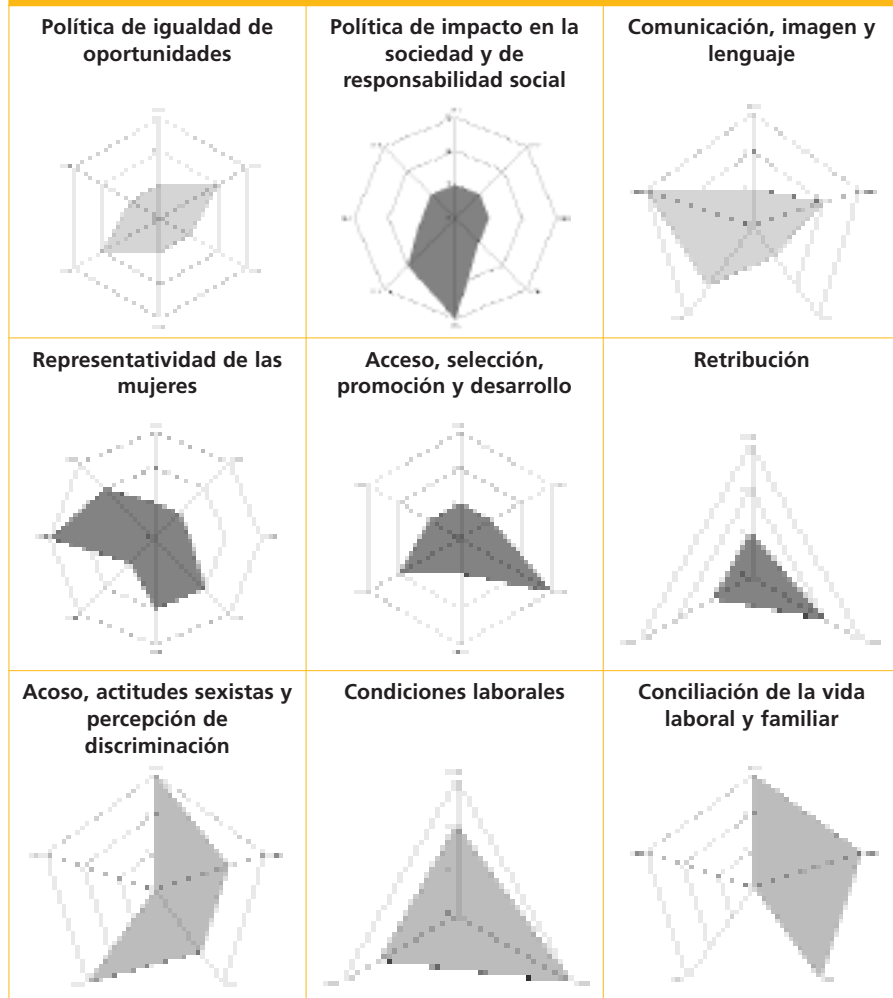 Política de igualdad de
oportunidades
Política de impacto en la
sociedad y de
responsabilidad social
Comunicación, imagen y
lenguaje
Representatividad de las
mujeres
Acceso, selección,
promoción y desarrollo
Retribución
Acoso, actitudes sexistas y
percepción de
discriminación
Condiciones laborales
Conciliación de la vida
laboral y familiar